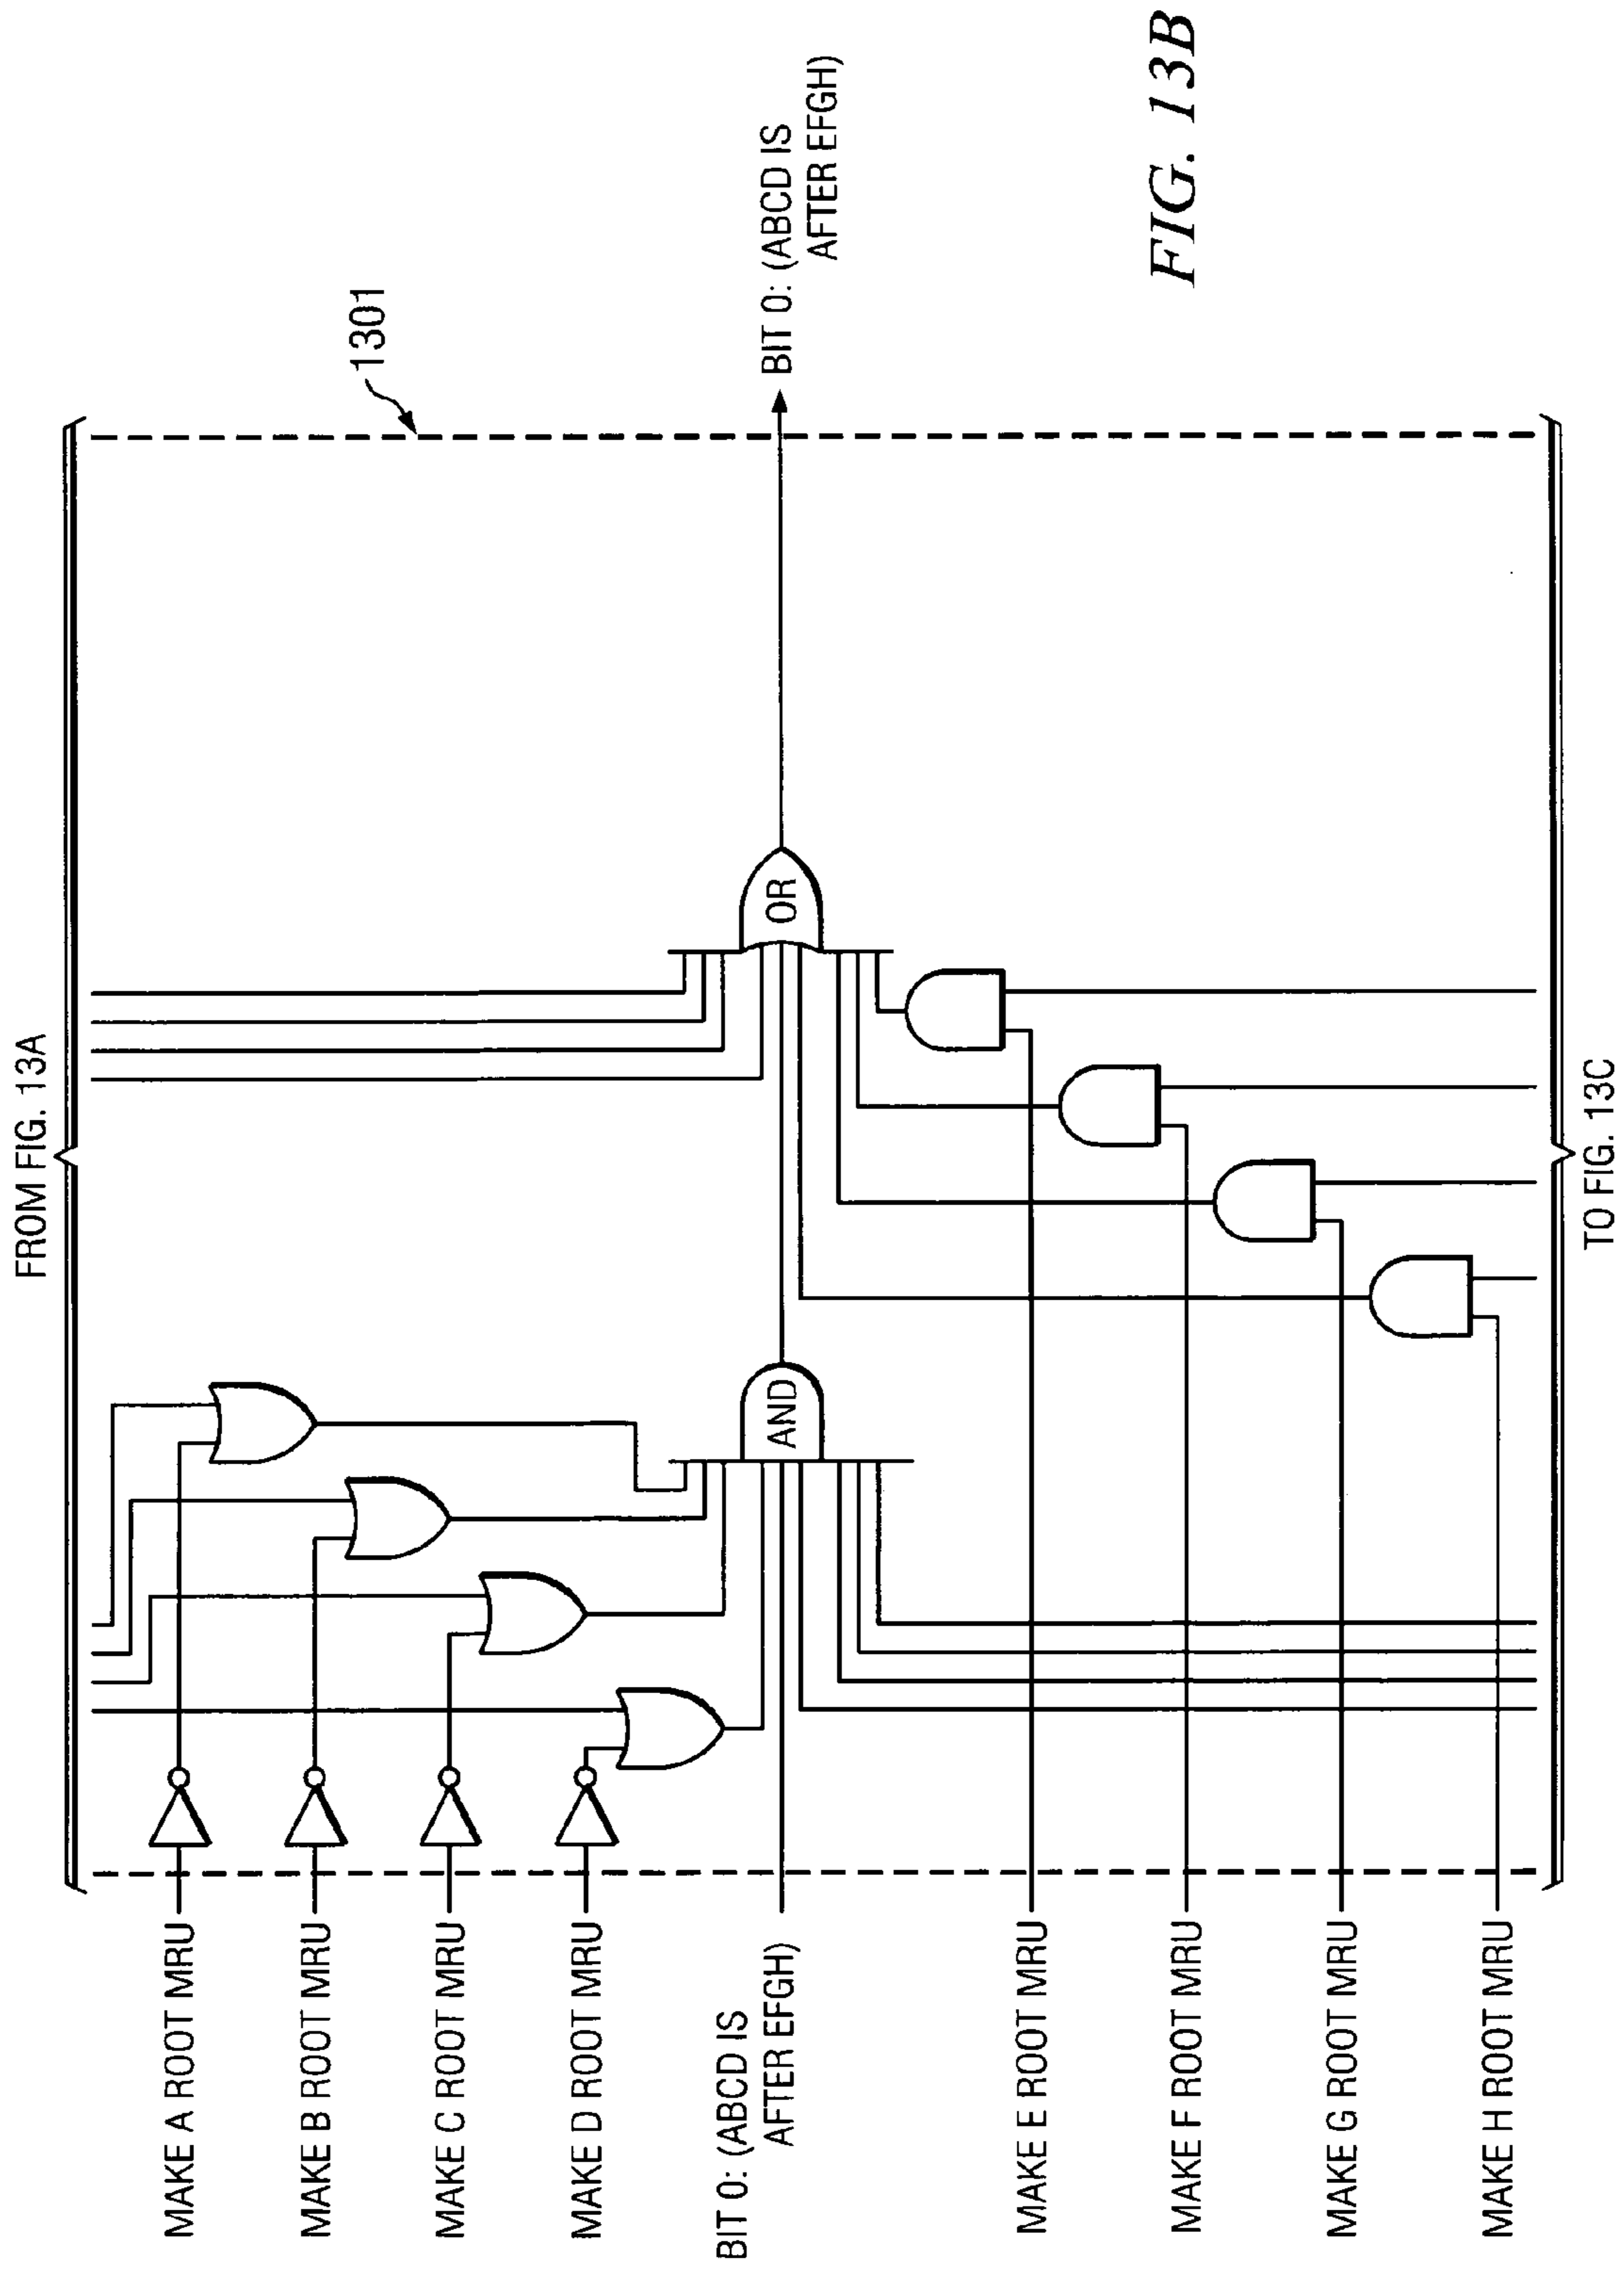 FROM FIG. 13A
MAKE A ROOT MRU
MAKE B ROOT MRU
MAKE C ROOT MRU
MAKE D ROOT MRU
BIT 0: (ABCD IS
AFTER EFGH)
MAKE E ROOT MRU
MAKE F ROOT MRU
MAKE G ROOT MRU
MAKE H ROOT MRU
AND
OR
1301
BIT 0: (ABCD IS
AFTER EFGH)
TO FIG. 13C
FIG. 13B